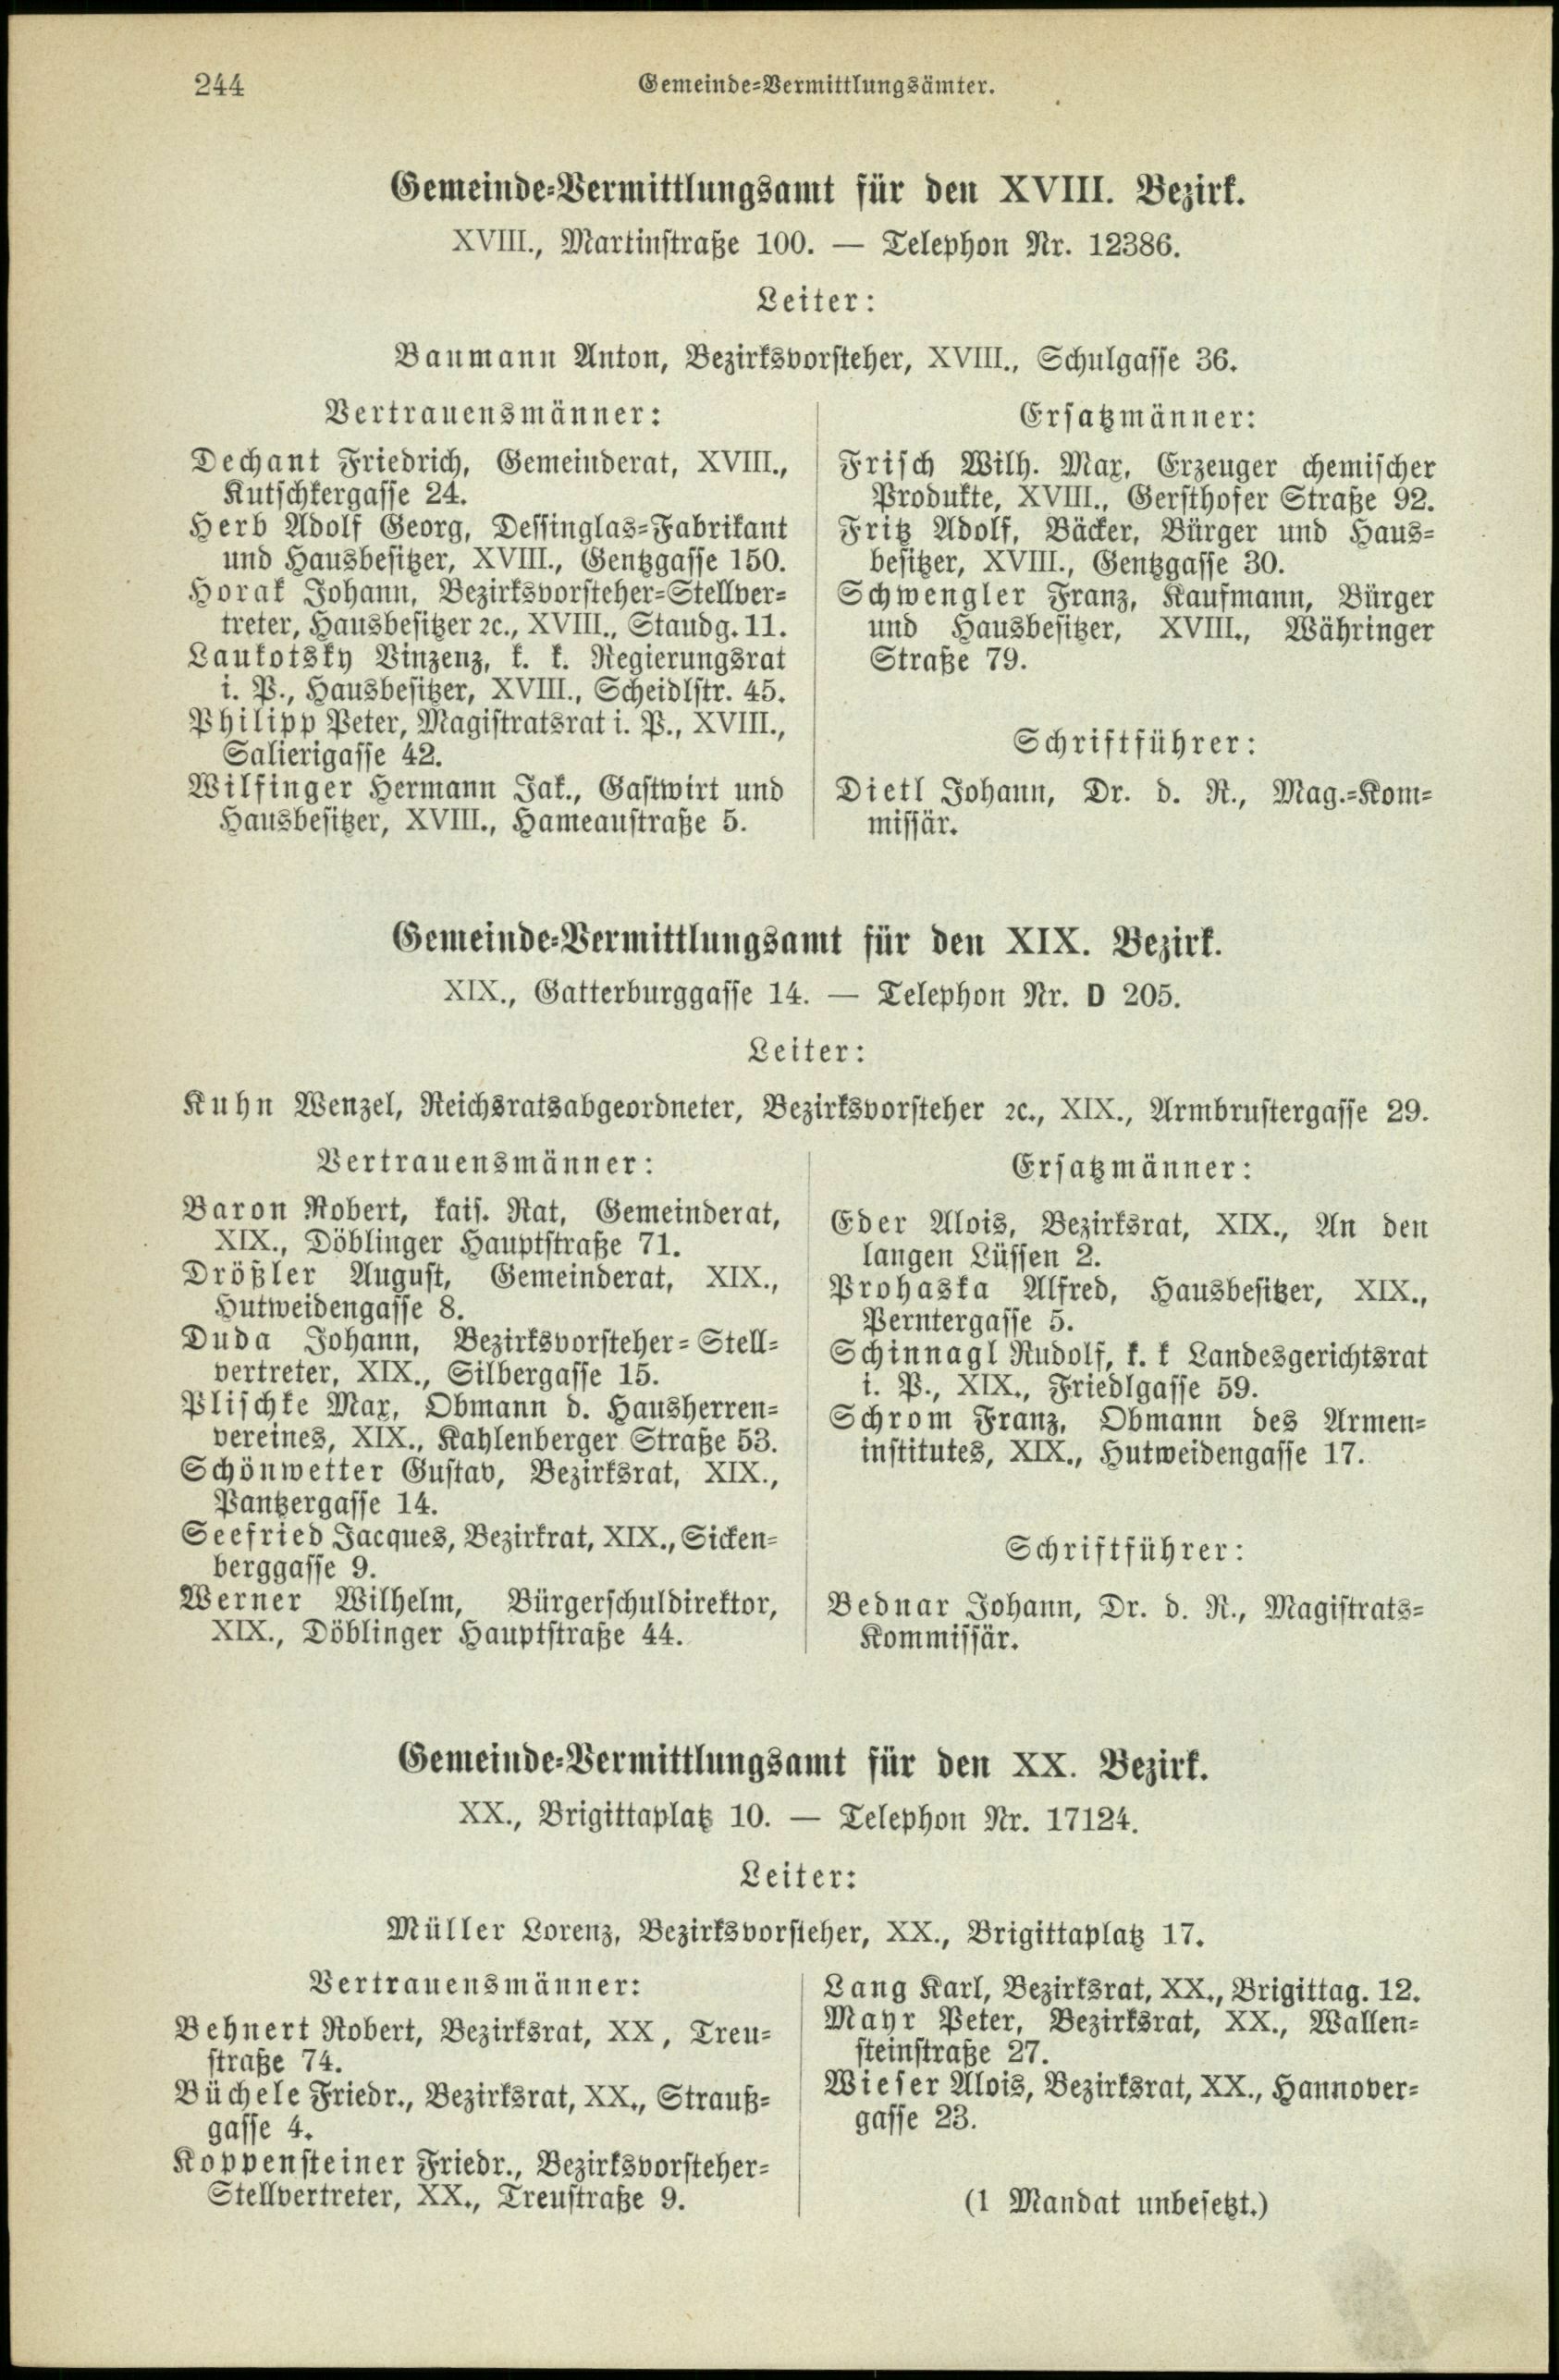 244
Gemeinde-Vermittlungsämter.
Gemeinde-Vermittlungsamt für den XVIII. Bezirk.
XVIII., Martinstraße 100. — Telephon Nr. 12386.
Leiter:
Baumann Anton, Bezirksvorsteher, XVIII., Schulgasse 36.
Vertrauensmänner:
Dechant Friedrich, Gemeinderat, XVIII.,
Kutschkergasse 24.
Herb Adolf Georg, Dessinglas-Fabrikant
und Hausbesitzer, XVIII., Gentzgasse 150.
Horak Johann, Bezirksvorsteher-Stellver-
treter, Hausbesitzer ꝛc., XVIII., Staudg. 11.
Laukotsky Vinzenz, k. k. Regierungsrat
i. P., Hausbesitzer, XVIII., Scheidlstr. 45.
Philipp Peter, Magistratsrat i. P., XVIII.,
Salierigasse 42.
Wilfinger Hermann Jak., Gastwirt und
Hausbesitzer, XVIII., Hameaustraße 5.
Ersatzmänner:
Frisch Wilh. Max, Erzeuger chemischer
Produkte, XVIII., Gersthofer Straße 92.
Fritz Adolf, Bäcker, Bürger und Haus-
besitzer, XVIII., Gentzgasse 30.
Schwengler Franz, Kaufmann, Bürger
und Hausbesitzer, XVIII., Währinger
Straße 79.
Schriftführer:
Dietl Johann, Dr. d. R., Mag.-Kom-
missär.
Gemeinde-Vermittlungsamt für den XIX. Bezirk.
XIX., Gatterburggasse 14. — Telephon Nr. D 205.
Leiter:
Kuhn Wenzel, Reichsratsabgeordneter, Bezirksvorsteher ꝛc., XIX., Armbrustergasse 29.
Vertrauensmänner:
Baron Robert, kais. Rat, Gemeinderat,
XIX., Döblinger Hauptstraße 71.
Drößler August, Gemeinderat, XIX.,
Hutweidengasse 8.
Duda Johann, Bezirksvorsteher-Stell-
vertreter, XIX., Silbergasse 15.
Plischke Max, Obmann d. Hausherren-
vereines, XIX., Kahlenberger Straße 53.
Schönwetter Gustav, Bezirksrat, XIX.,
Pantzergasse 14.
Seefried Jacques, Bezirkrat, XIX., Sicken-
berggasse 9.
Werner Wilhelm, Bürgerschuldirektor,
XIX., Döblinger Hauptstraße 44.
Ersatzmänner:
Eder Alois, Bezirksrat, XIX., An den
langen Lüssen 2.
Prohaska Alfred, Hausbesitzer, XIX.,
Perntergasse 5.
Schinnagl Rudolf, k. k Landesgerichtsrat
i. P., XIX., Friedlgasse 59.
Schrom Franz, Obmann des Armen-
institutes, XIX., Hutweidengasse 17.
Schriftführer:
Bednar Johann, Dr. d. R., Magistrats-
Kommissär.
Gemeinde-Vermittlungsamt für den XX. Bezirk.
XX., Brigittaplatz 10. — Telephon Nr. 17124.
Leiter:
Müller Lorenz, Bezirksvorsteher, XX., Brigittaplatz 17.
Vertrauensmänner:
Behnert Robert, Bezirksrat, XX, Treu-
straße 74.
Büchele Friedr., Bezirksrat, XX., Strauß-
gasse 4.
Koppensteiner Friedr., Bezirksvorsteher-
Stellvertreter, XX., Treustraße 9.
Lang Karl, Bezirksrat, XX., Brigittag. 12.
Mayr Peter, Bezirksrat, XX., Wallen-
steinstraße 27.
Wieser Alois, Bezirksrat, XX., Hannover-
gasse 23.
(1 Mandat unbesetzt.)